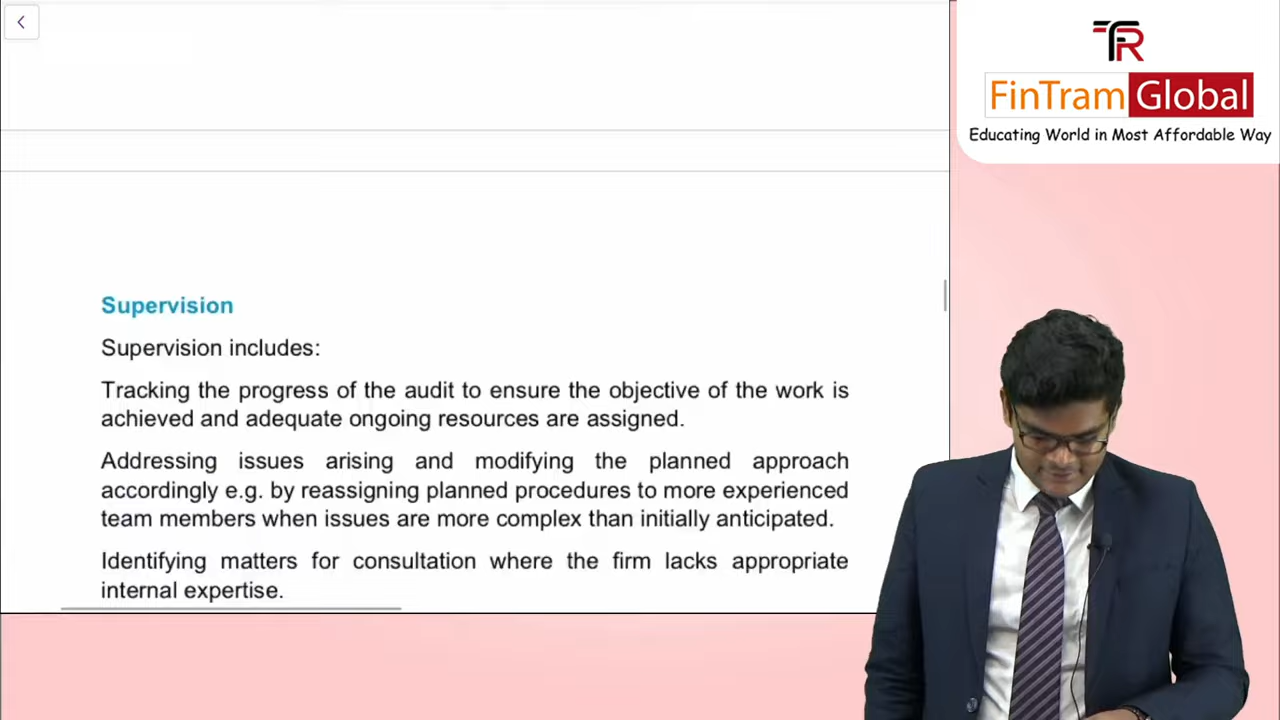 FinTram Global
Educating World in Most Affordable Way
Supervision
Supervision includes:
Tracking the progress of the audit to ensure the objective of the work is
achieved and adequate ongoing resources are assigned.
Addressing issues arising and modifying the planned approach
accordingly e.g. by reassigning planned procedures to more experienced
team members when issues are more complex than initially anticipated.
Identifying matters for consultation where the firm lacks appropriate
internal expertise.